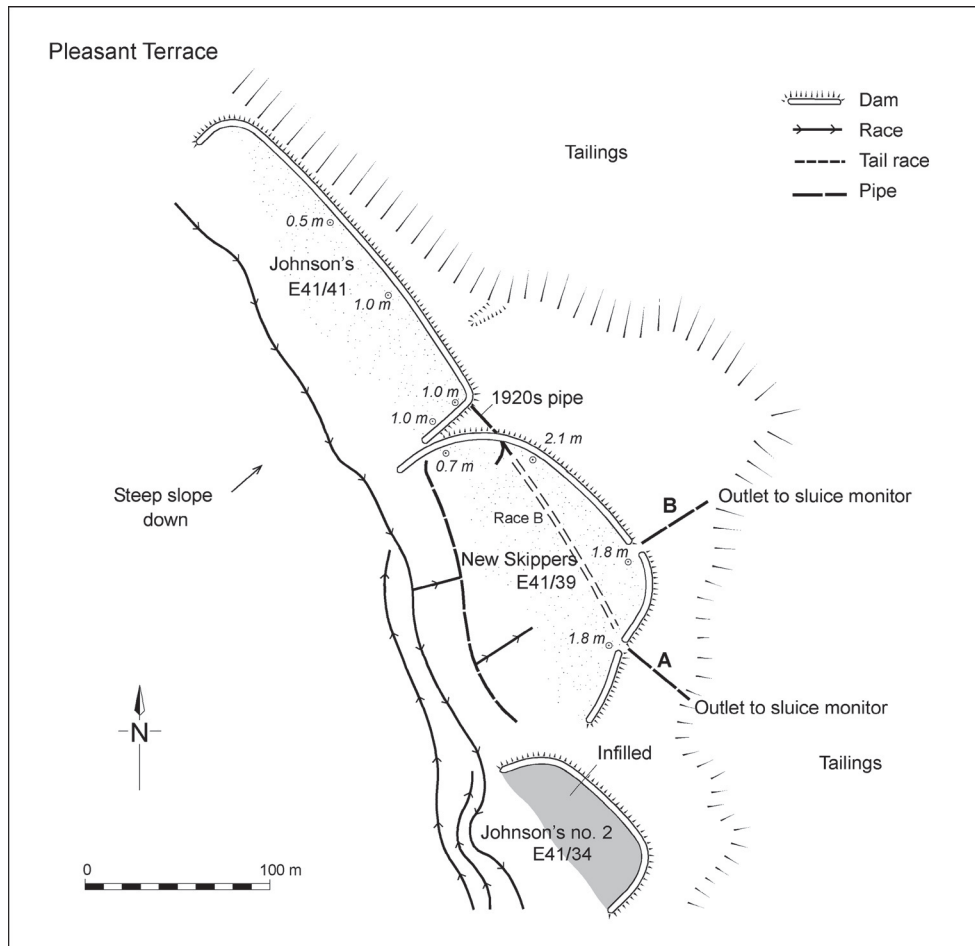 Pleasant Terrace
Dam
Race
Tail race
Pipe
Tailings
0.5 m
Johnson's
E41/41
1.0 m
1.0 m
1.0 m
1920s pipe
2.1 m
0.7 m
Steep slope
down
B
Outlet to sluice monitor
Race B
1.8 m
New Skippers
E41/39
1.8 m
A
Outlet to sluice monitor
N
Infilled
Tailings
Johnson's no. 2
E41/34
0
100 m